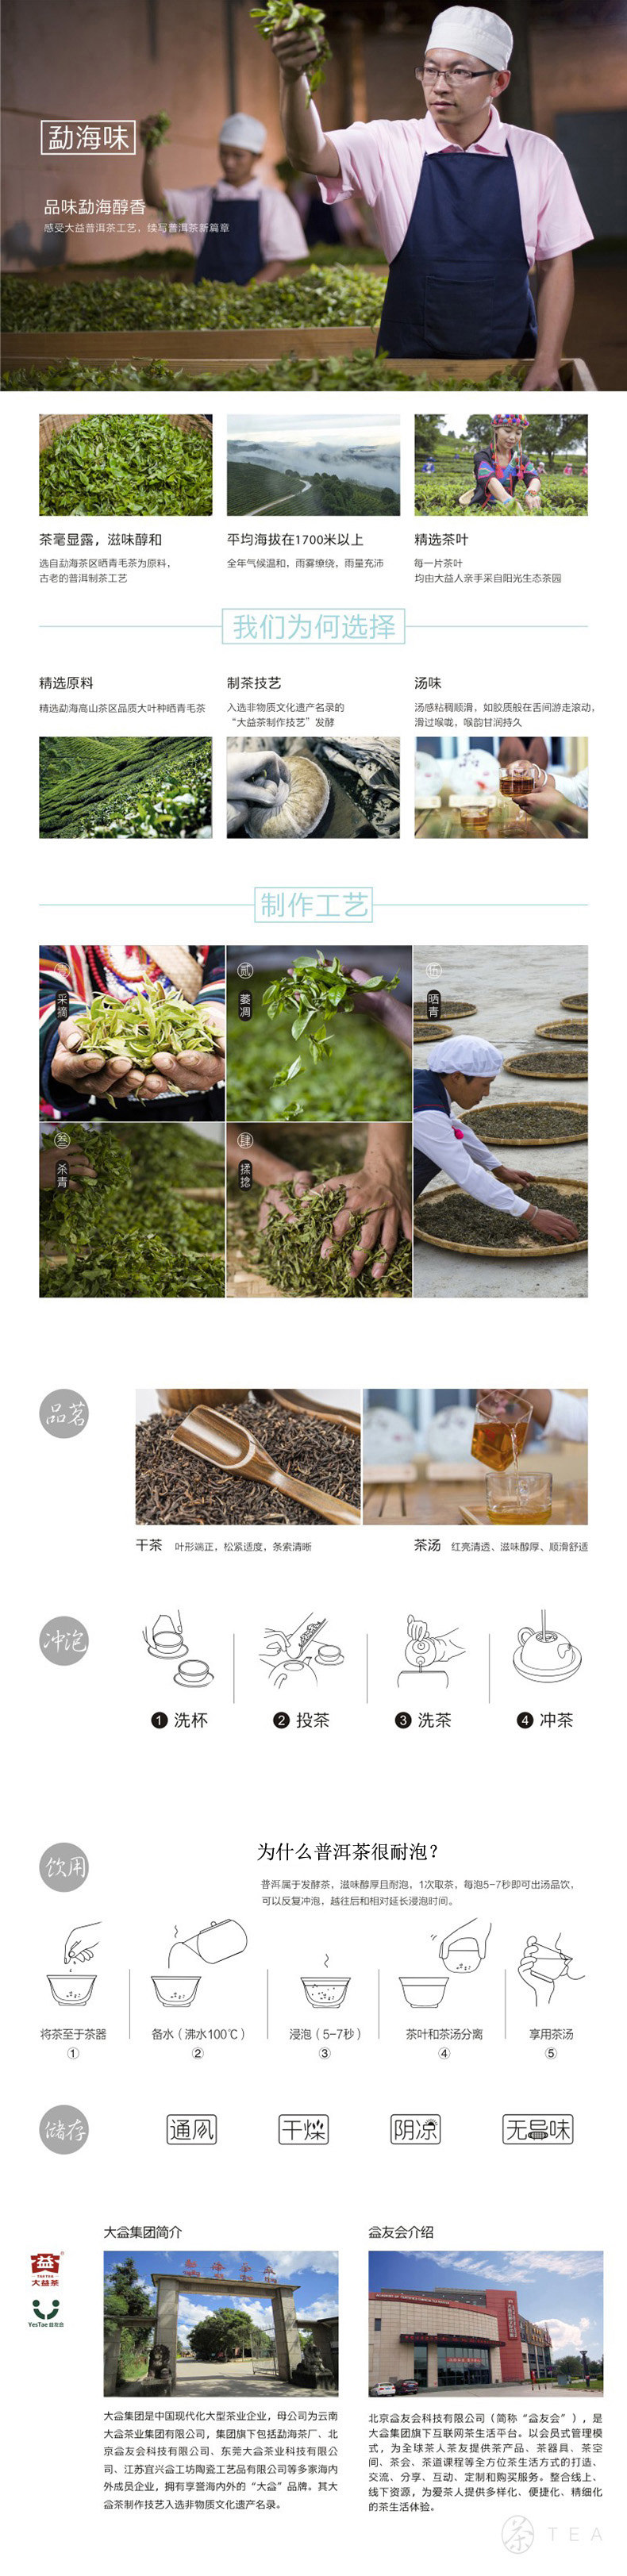 勐海味
品味勐海醇香
感受大益普洱茶工艺，续写普洱茶新篇章
茶毫显露，滋味醇和
选自勐海茶区晒青毛茶为原料，
古老的普洱制茶工艺
平均海拔在1700米以上
全年气候温和，雨雾缭绕，雨量充沛
精选茶叶
每一片茶叶
均由大益人亲手采自阳光生态茶园
我们为何选择
精选原料
精选勐海高山茶区品质大叶种晒青毛茶
制茶技艺
入选非物质文化遗产名录的
“大益茶制作技艺”发酵
汤味
汤感粘稠顺滑，如胶质般在舌间游走滚动，
滑过喉咙，喉韵甘润持久
制作工艺
壹
采摘
贰
萎凋
叁
杀青
肆
揉捻
伍
晒青
品茗
干茶 叶形端正，松紧适度，条索清晰
茶汤 红亮清透、滋味醇厚、顺滑舒适
冲泡
1 洗杯
2 投茶
3 洗茶
4 冲茶
饮用
为什么普洱茶很耐泡？
普洱属于发酵茶，滋味醇厚且耐泡，1次取茶，每泡5-7秒即可出汤品饮，
可以反复冲泡，越往后和相对延长浸泡时间。
将茶至于茶器
①
备水（沸水100℃）
②
浸泡（5-7秒）
③
茶叶和茶汤分离
④
享用茶汤
⑤
储存
通风
干燥
阴凉
无异味
益
TAETEA
大益茶
YesTae 益友会
大益集团简介
大益集团是中国现代化大型茶业企业，母公司为云南
大益茶业集团有限公司，集团旗下包括勐海茶厂、北
京益友会科技有限公司、东莞大益茶业科技有限公
司、江苏宜兴益工坊陶瓷工艺品有限公司等多家海内
外成员企业，拥有享誉海内外的“大益”品牌。其大
益茶制作技艺入选非物质文化遗产名录。
益友会介绍
北京益友会科技有限公司（简称“益友会”），是
大益集团旗下互联网茶生活平台。以会员式管理模
式，为全球茶人茶友提供茶产品、茶器具、茶空
间、茶会、茶道课程等全方位茶生活方式的打造、
交流、分享、互动、定制和购买服务。整合线上、
线下资源，为爱茶人提供多样化、便捷化、精细化
的茶生活体验。
茶 TEA